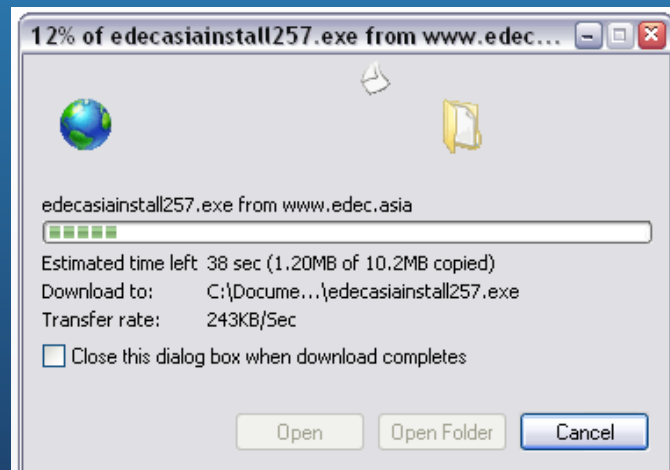 12% of edecasiainstall257.exe from www.edec...
edecasiainstall257.exe from www.edec.asia
Estimated time left 38 sec (1.20MB of 10.2MB copied)
Download to: C:\Docume...\edecasiainstall257.exe
Transfer rate: 243KB/Sec
Close this dialog box when download completes
Open Open Folder Cancel